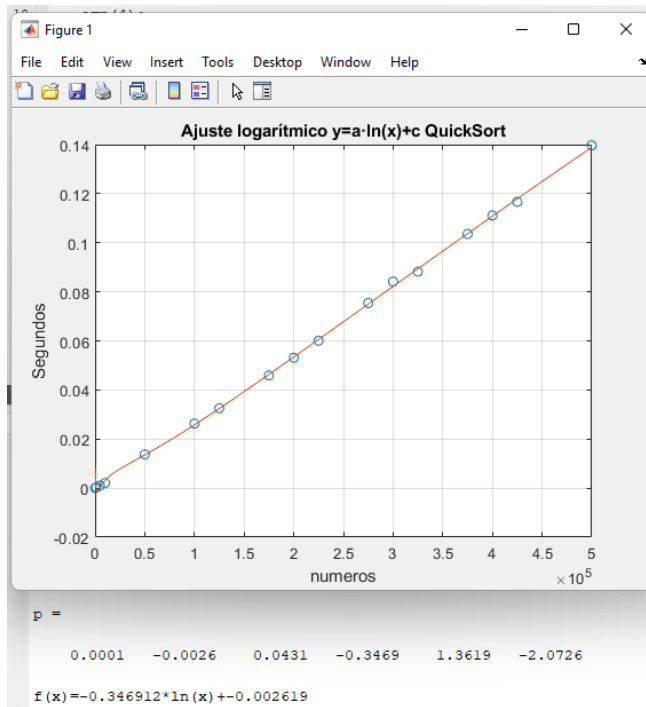 Figure 1
File Edit View Insert Tools Desktop Window Help
Ajuste logarítmico y=a·ln(x)+c QuickSort
0.14
0.12
0.1
0.08
0.06
0.04
0.02
0
-0.02
Segundos
0 0.5 1 1.5 2 2.5 3 3.5 4 4.5 5
numeros
×10^5
p =
0.0001 -0.0026 0.0431 -0.3469 1.3619 -2.0726
f(x)=-0.346912*ln(x)+-0.002619